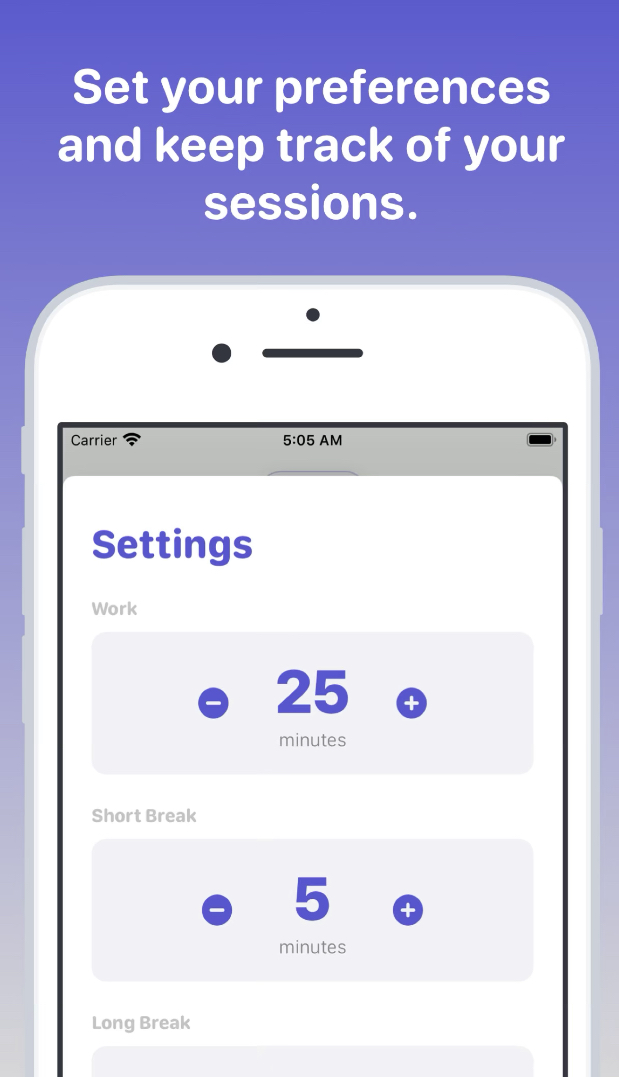 Set your preferences
and keep track of your
sessions.
Carrier
5:05 AM
Settings
Work
25
minutes
Short Break
5
minutes
Long Break